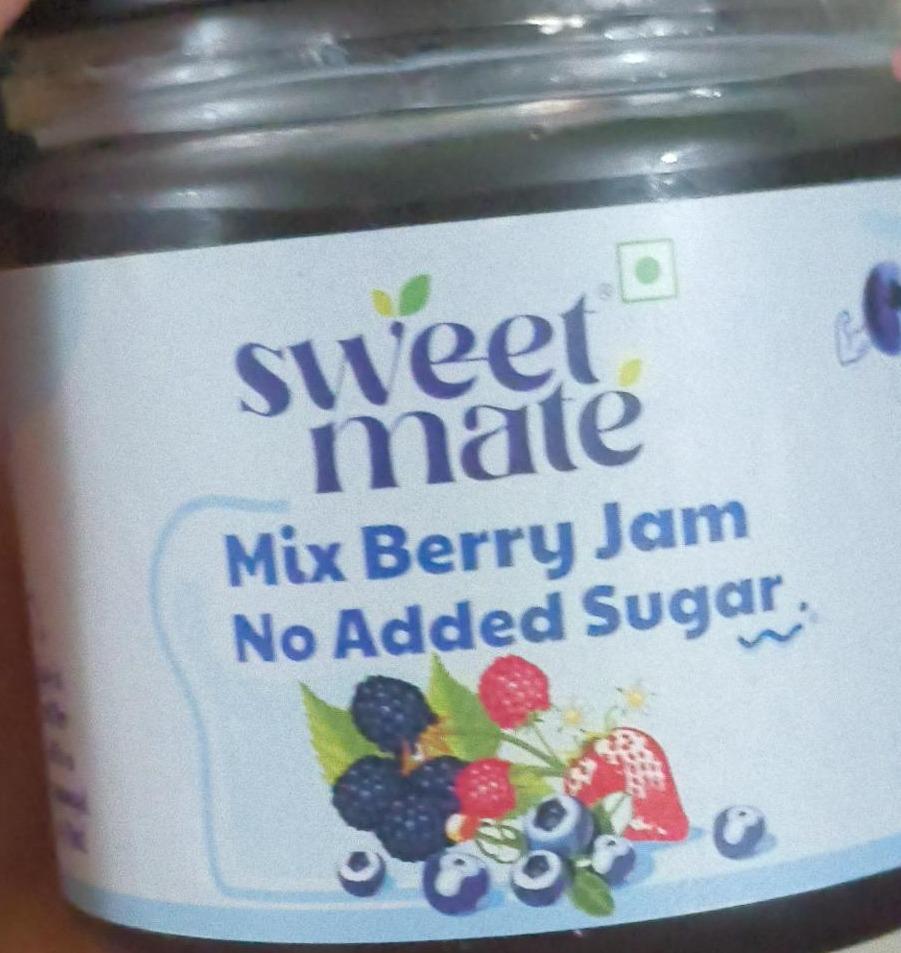 sweet®
mate
Mix Berry Jam
No Added Sugar